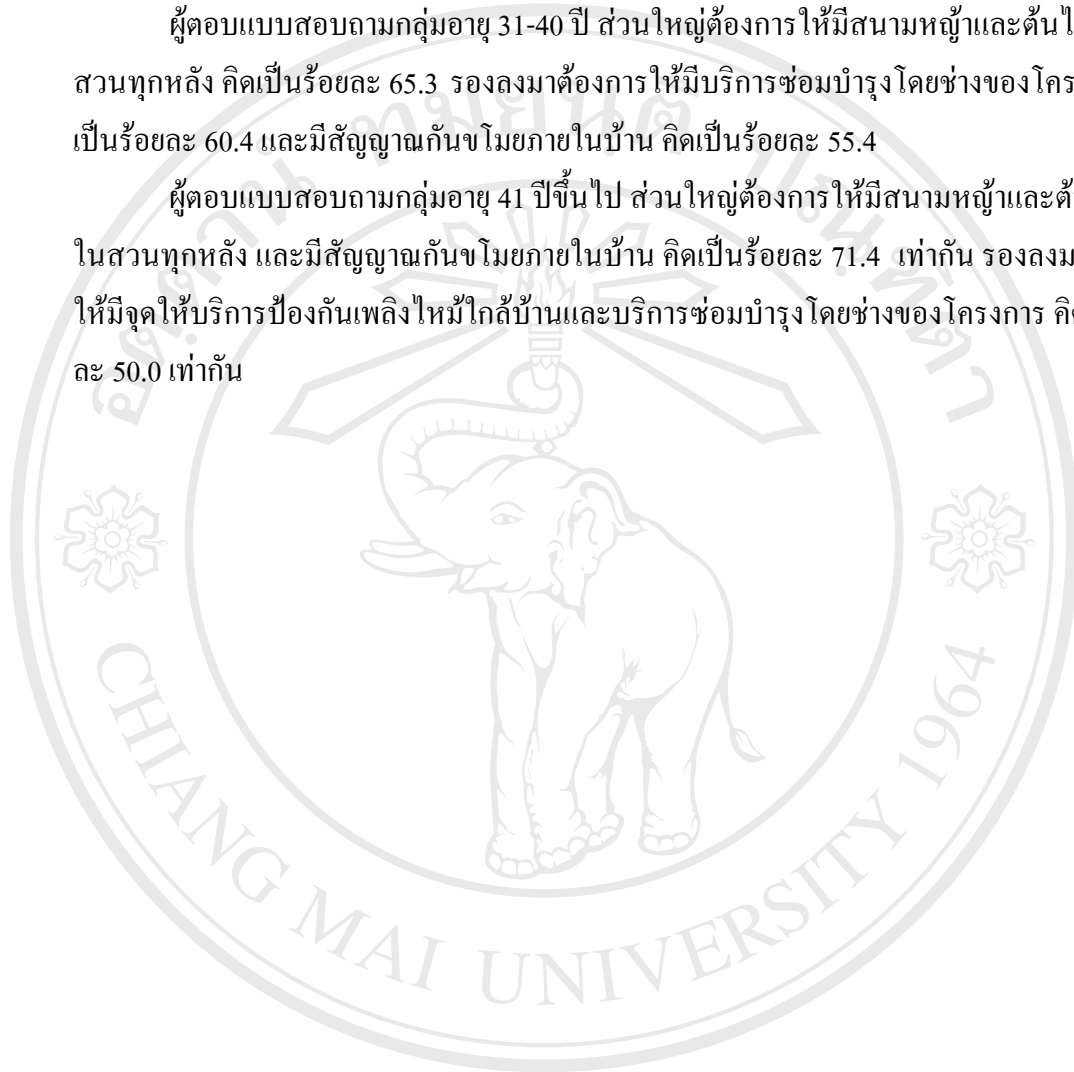 ผู้ตอบแบบสอบถามกลุ่มอายุ 31-40 ปี ส่วนใหญ่ต้องการให้มีสนามหญ้าและต้นไ
สวนทุกหลัง คิดเป็นร้อยละ 65.3 รองลงมาต้องการให้มีบริการซ่อมบำรุงโดยช่างของโคร
เป็นร้อยละ 60.4 และมีสัญญาณกันขโมยภายในบ้าน คิดเป็นร้อยละ 55.4
ผู้ตอบแบบสอบถามกลุ่มอายุ 41 ปีขึ้นไป ส่วนใหญ่ต้องการให้มีสนามหญ้าและต้
ในสวนทุกหลัง และมีสัญญาณกันขโมยภายในบ้าน คิดเป็นร้อยละ 71.4 เท่ากัน รองลงม
ให้มีจุดให้บริการป้องกันเพลิงไหม้ใกล้บ้านและบริการซ่อมบำรุงโดยช่างของโครงการ คิ
ละ 50.0 เท่ากัน
อตฺตานํ ทมยนฺติ ปณฺฑิตา
CHIANG MAI UNIVERSITY 1964